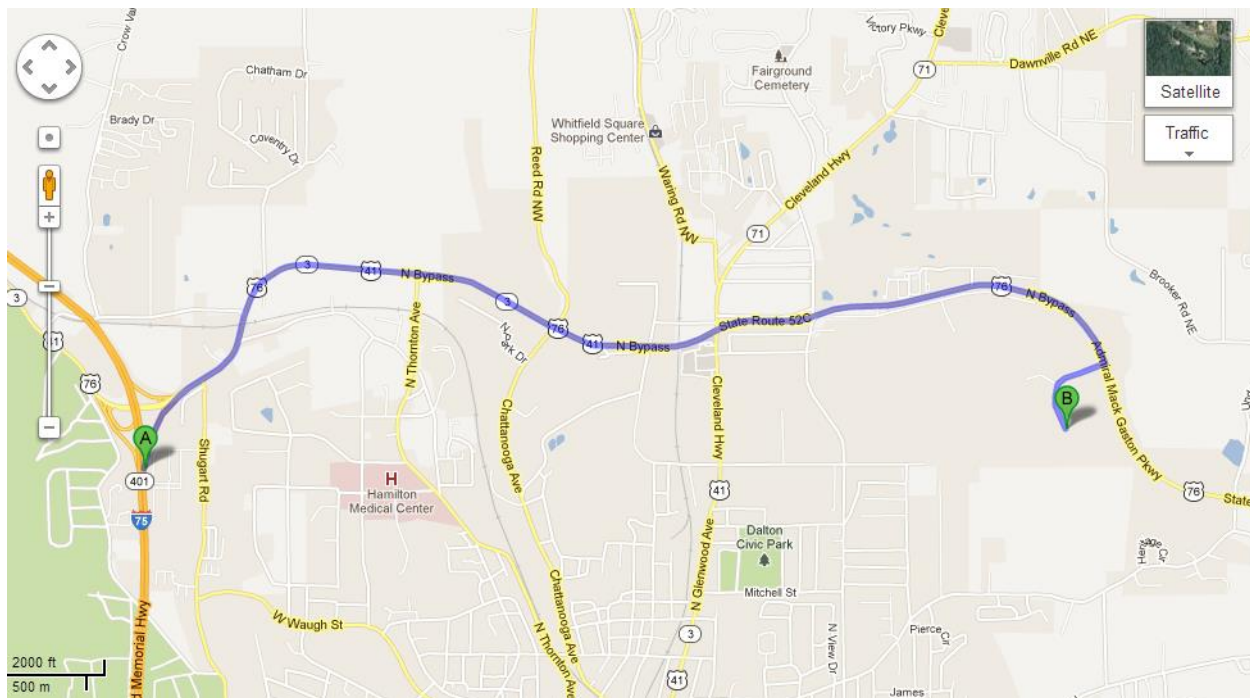 Crow Val
Victory Pkwy
Cleve
71
Dawnville Rd NE
Chatham Dr
Fairground
Cemetery
Satellite
Brady Dr
Coventry Dr
Whitfield Square
Shopping Center
Traffic
Reed Rd NW
Waring Rd NW
Cleveland Hwy
71
3
76
3
41
N Bypass
3
76
41
N Bypass
State Route 52C
76
N Bypass
Brooker Rd NE
41
76
N Thornton Ave
Park Dr
Admiral Mack Gaston Pkwy
A
B
401
75
Shugart Rd
H
Hamilton
Medical Center
Chattanooga Ave
Cleveland Hwy
41
76
State
Dalton
Civic Park
Heritage Cir
Mitchell St
N Glenwood Ave
W Waugh St
N Thornton Ave
Chattanooga Ave
3
N View Dr
Pierce Cir
James
41
d Memorial Hwy
2000 ft
500 m